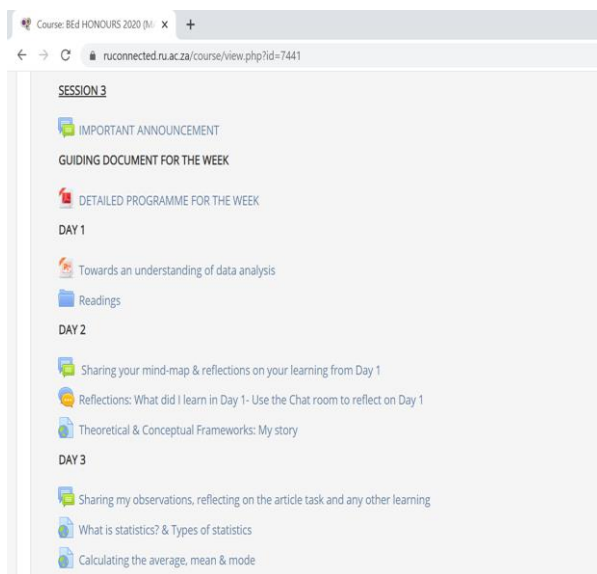 Course: BEd HONOURS 2020 (M
ruconnected.ru.ac.za/course/view.php?id=7441
SESSION 3
IMPORTANT ANNOUNCEMENT
GUIDING DOCUMENT FOR THE WEEK
DETAILED PROGRAMME FOR THE WEEK
DAY 1
Towards an understanding of data analysis
Readings
DAY 2
Sharing your mind-map & reflections on your learning from Day 1
Reflections: What did I learn in Day 1- Use the Chat room to reflect on Day 1
Theoretical & Conceptual Frameworks: My story
DAY 3
Sharing my observations, reflecting on the article task and any other learning
What is statistics? & Types of statistics
Calculating the average, mean & mode